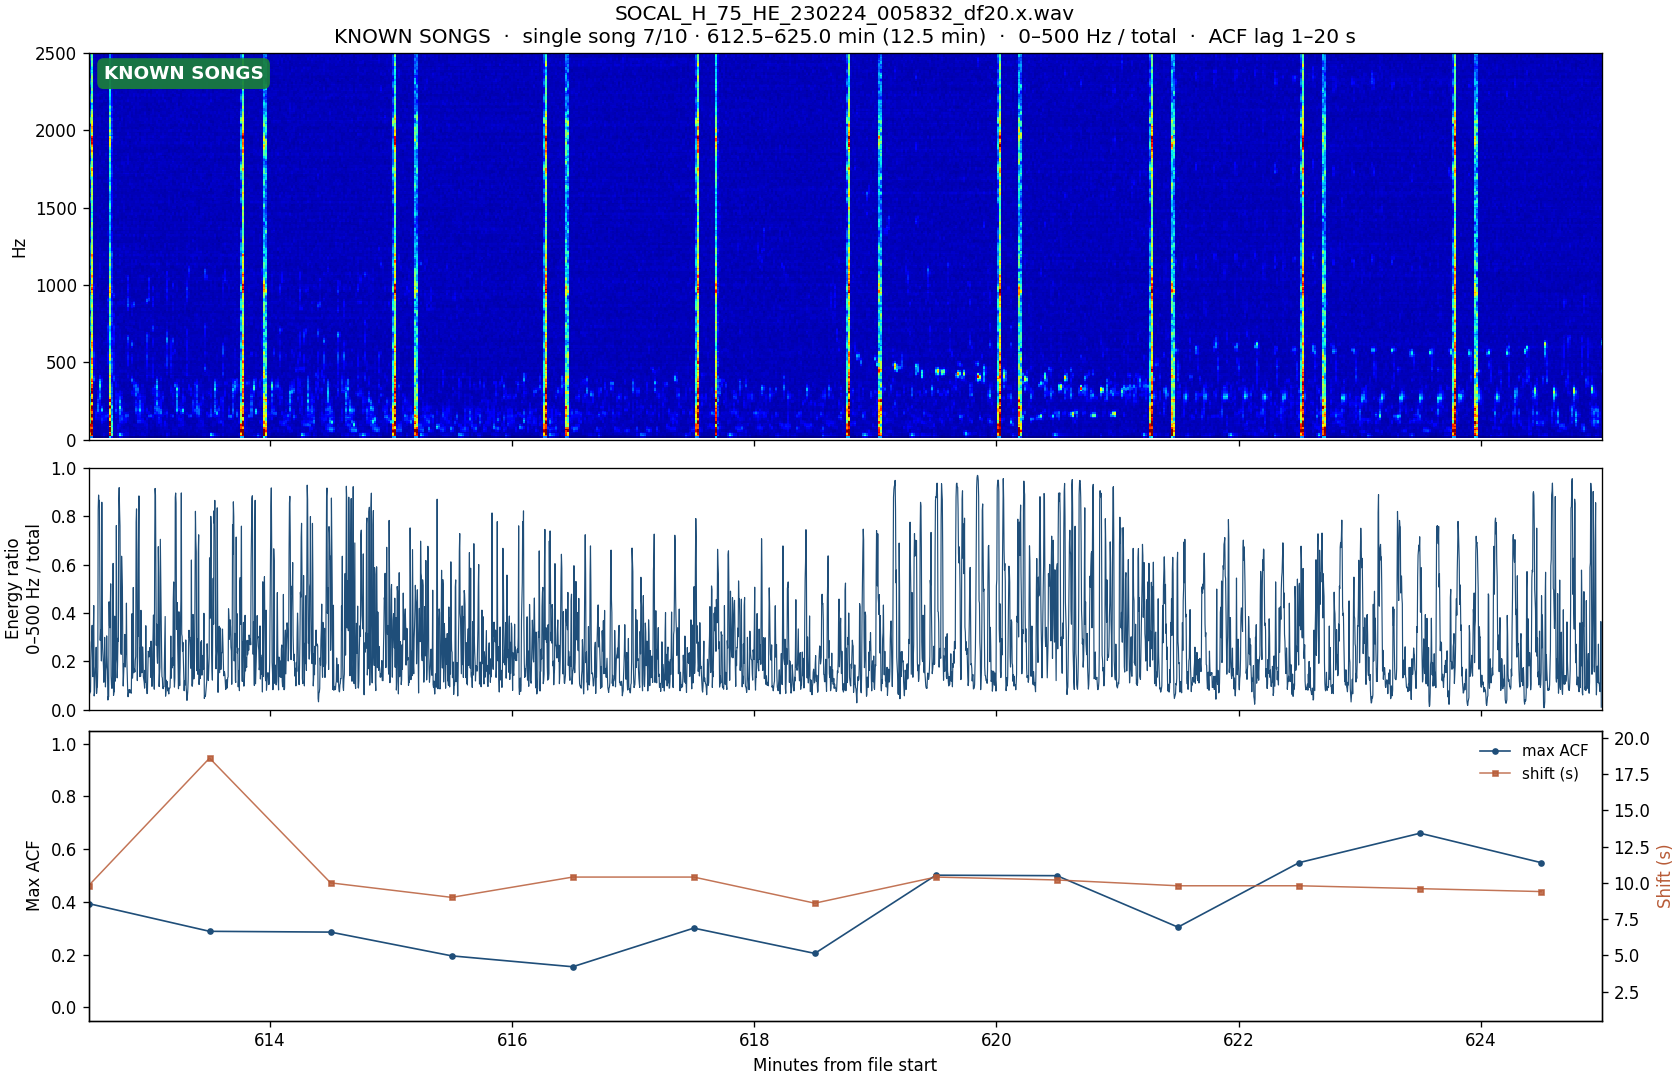 SOCAL_H_75_HE_230224_005832_df20.x.wav
KNOWN SONGS · single song 7/10 · 612.5–625.0 min (12.5 min) · 0–500 Hz / total · ACF lag 1–20 s
KNOWN SONGS
Hz
2500
2000
1500
1000
500
0
Energy ratio
0–500 Hz / total
1.0
0.8
0.6
0.4
0.2
0.0
Max ACF
1.0
0.8
0.6
0.4
0.2
0.0
max ACF
shift (s)
20.0
17.5
15.0
12.5
10.0
7.5
5.0
2.5
Shift (s)
614
616
618
620
622
624
Minutes from file start